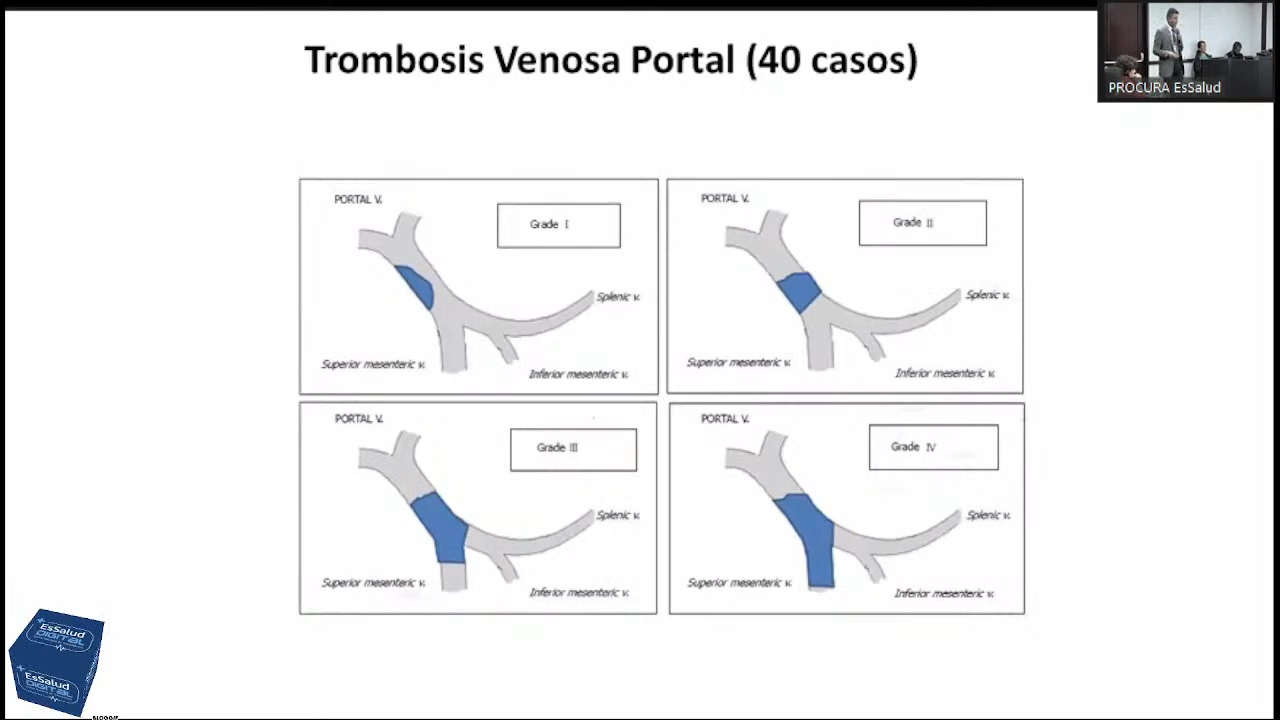 Trombosis Venosa Portal (40 casos)
PROCURA EsSalud
PORTAL V.
Grade I
Splenic v.
Superior mesenteric v.
Inferior mesenteric v.
PORTAL V.
Grade II
Splenic v.
Superior mesenteric v.
Inferior mesenteric v.
PORTAL V.
Grade III
Splenic v.
Superior mesenteric v.
Inferior mesenteric v.
PORTAL V.
Grade IV
Splenic v.
Superior mesenteric v.
Inferior mesenteric v.
EsSalud
DIGITAL
EsSalud
DIGITAL